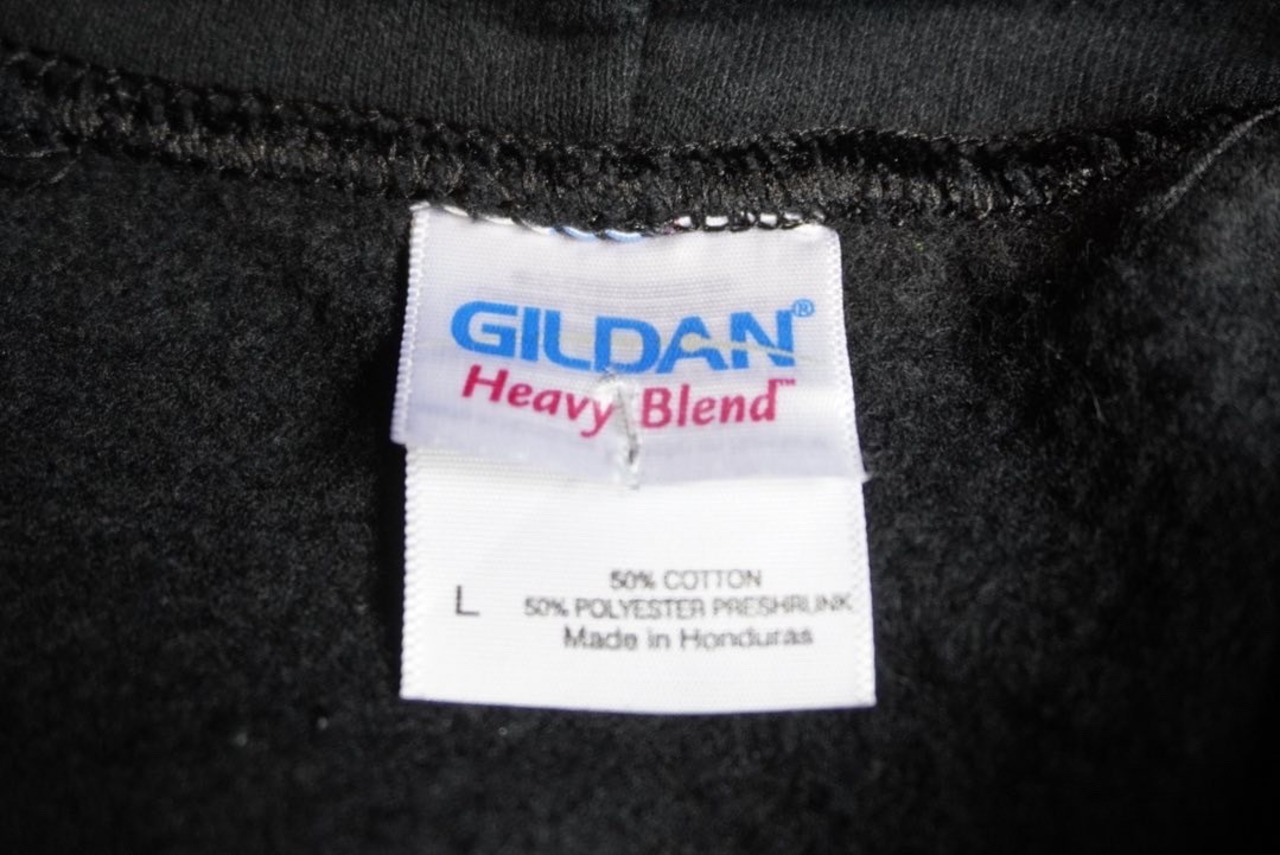 GILDAN®
Heavy Blend™
50% COTTON
L 50% POLYESTER PRESHRUNK
Made in Honduras